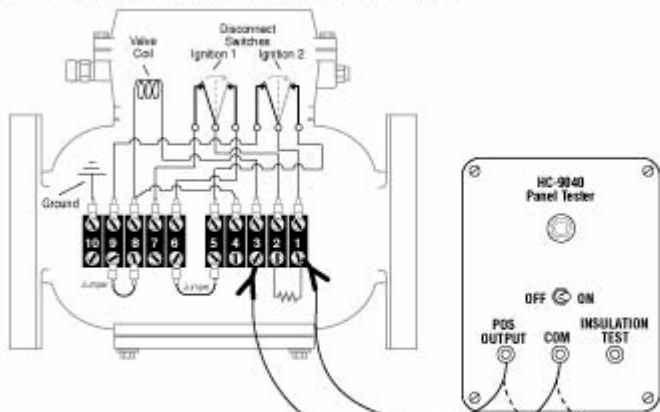 Disconnect
Switches
Valve
Coil
Ignition 1
Ignition 2
Ground
10
9
8
7
6
5
4
3
2
1
Jumper
Jumper
HC-9040
Panel Tester
OFF
ON
POS
OUTPUT
COM
INSULATION
TEST